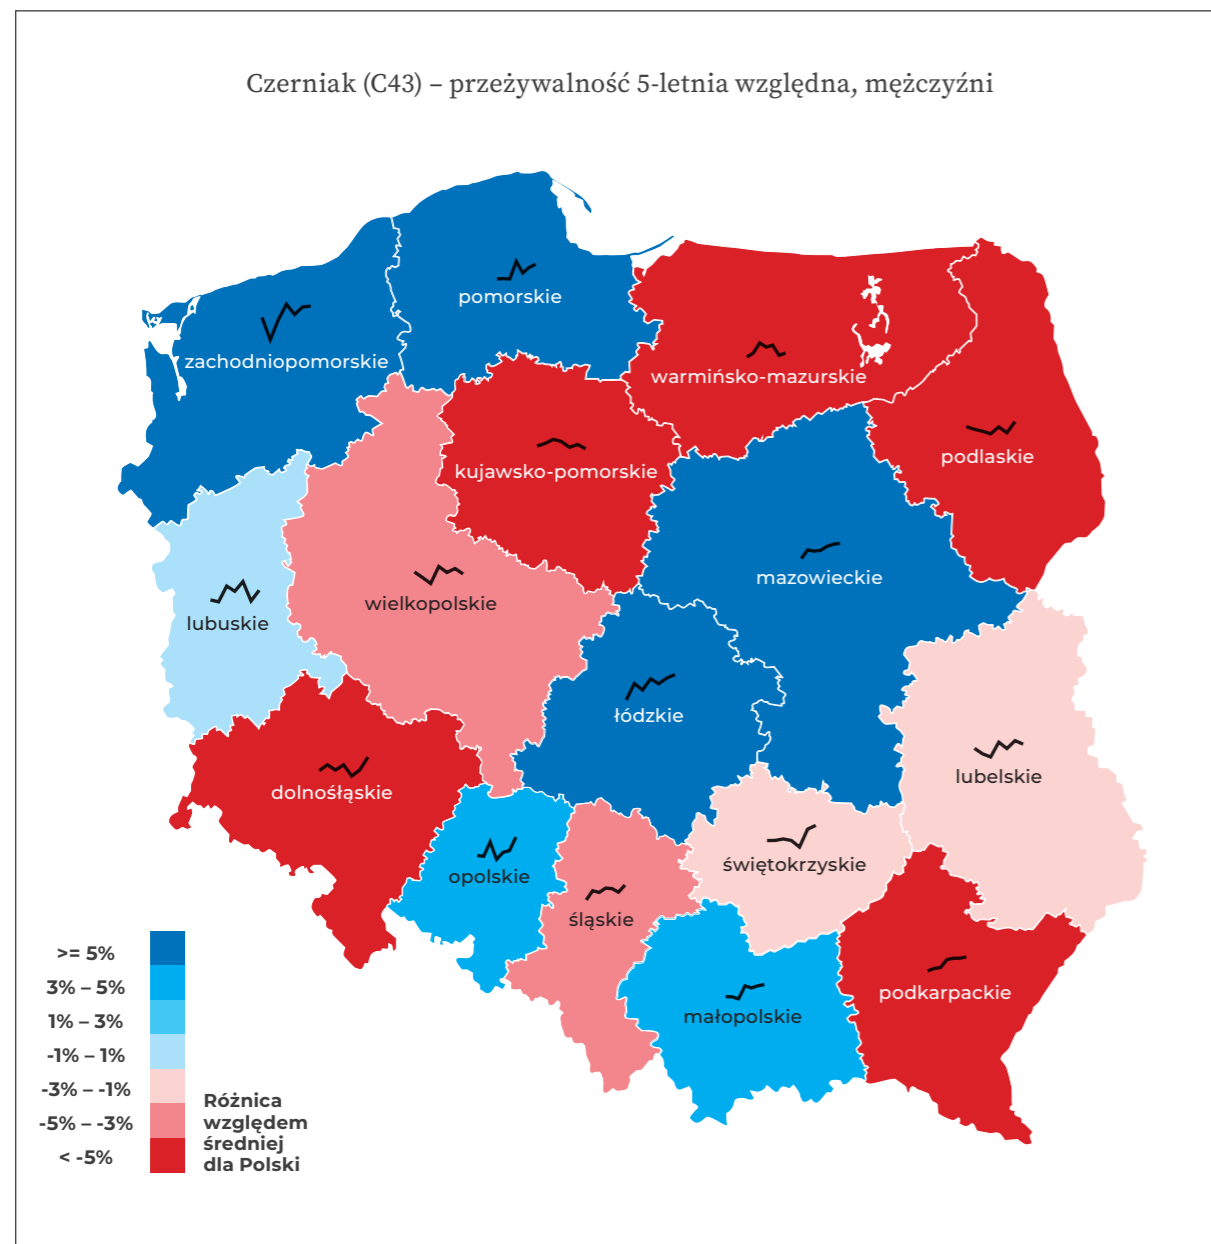 Czerniak (C43) – przeżywalność 5-letnia względna, mężczyźni
pomorskie
zachodniopomorskie
warmińsko-mazurskie
podlaskie
kujawsko-pomorskie
mazowieckie
wielkopolskie
lubuskie
łódzkie
lubelskie
dolnośląskie
świętokrzyskie
opolskie
śląskie
podkarpackie
małopolskie
>= 5%
3% – 5%
1% – 3%
-1% – 1%
-3% – -1%
-5% – -3%
< -5%
Różnica
względem
średniej
dla Polski